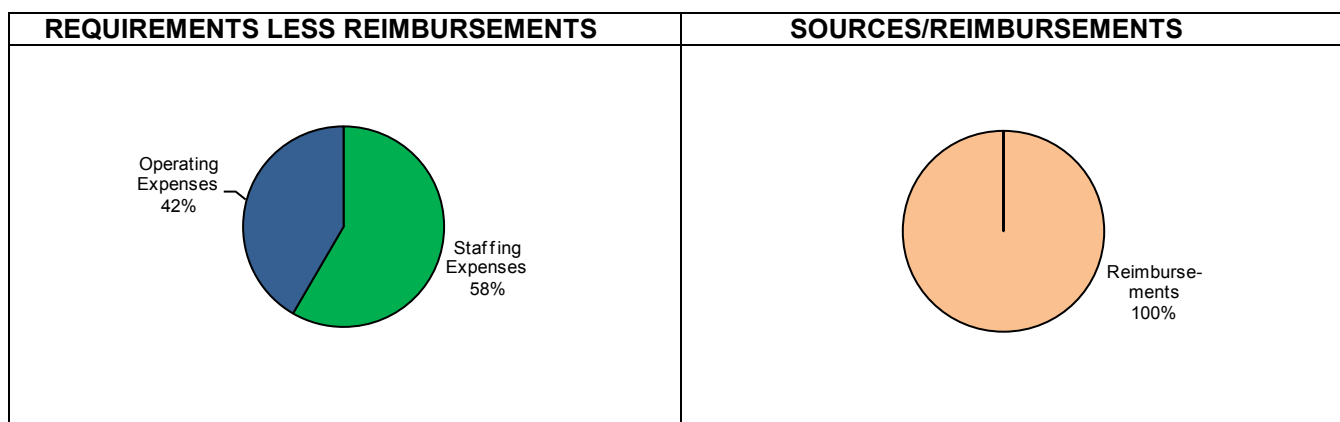 REQUIREMENTS LESS REIMBURSEMENTS
SOURCES/REIMBURSEMENTS
Operating
Expenses
42%
Staffing
Expenses
58%
Reimburse-
ments
100%